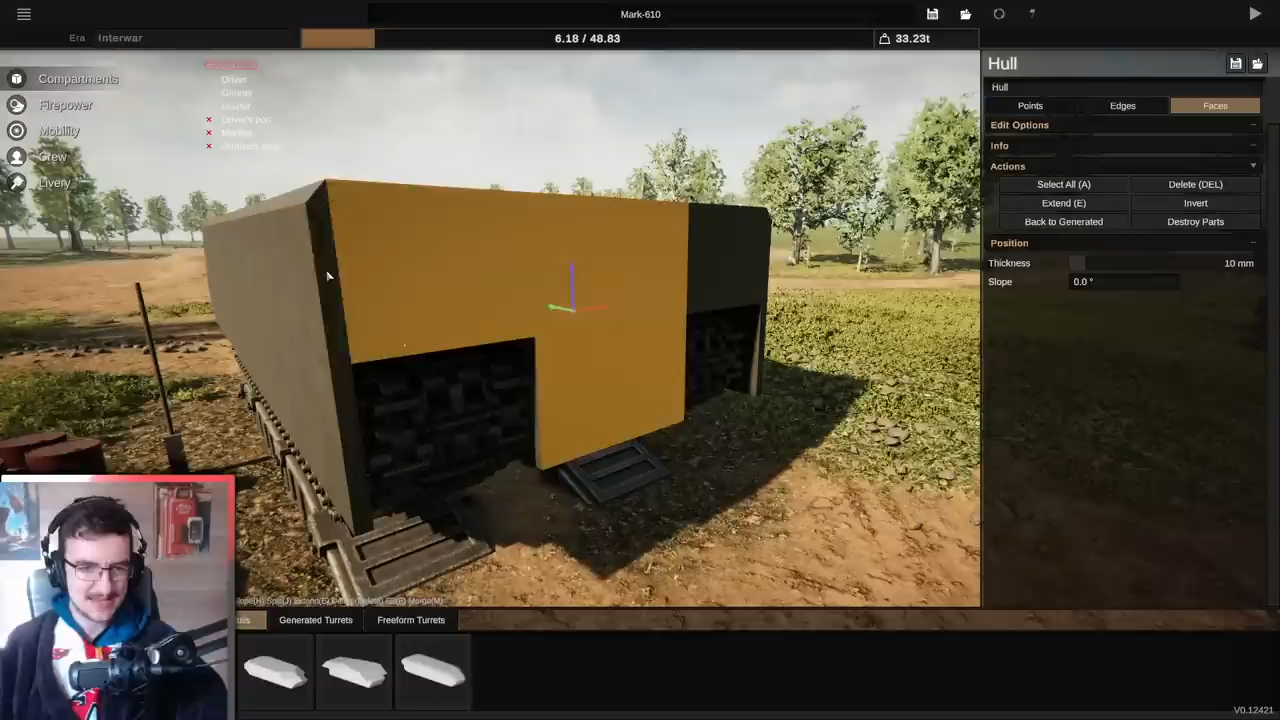 Mark-610
Era Interwar
6.18 / 48.83
33.23t
Compartments
Firepower
Mobility
Crew
Livery
Driver
Gunner
Loader
Driver's port
Hull
Hull
Points
Edges
Faces
Edit Options
Info
Actions
Select All (A)
Delete (DEL)
Extend (E)
Invert
Back to Generated
Destroy Parts
Position
Thickness
10 mm
Slope
0.0 °
Generated Turrets
Freeform Turrets
V0.12421